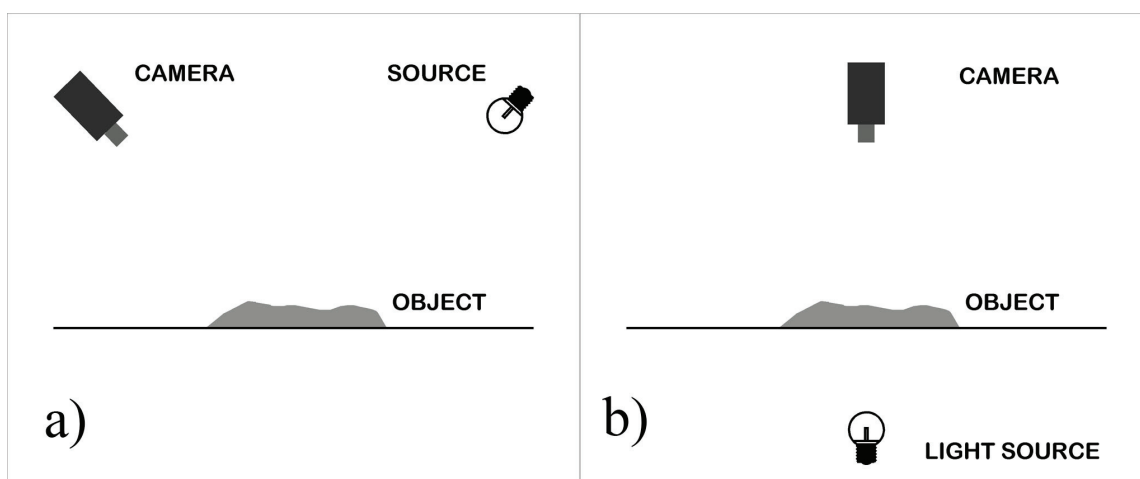 CAMERA
SOURCE
OBJECT
a)
CAMERA
OBJECT
b)
LIGHT SOURCE